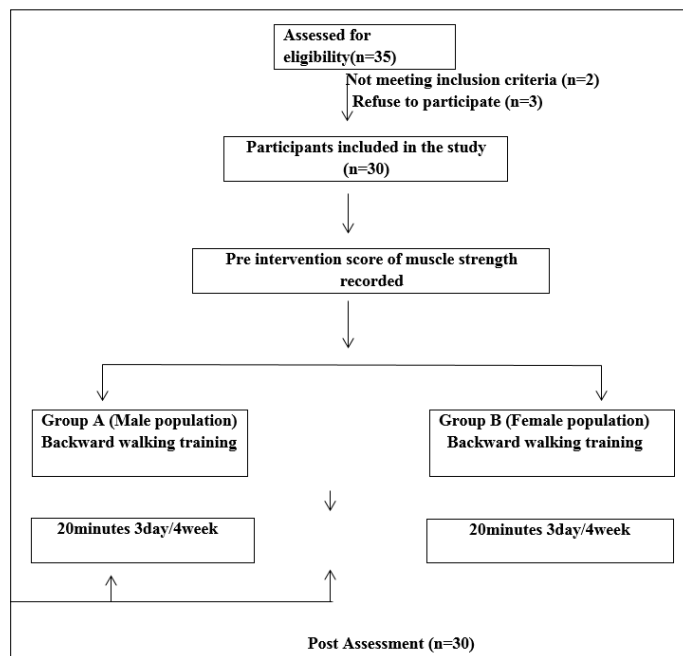 Assessed for
eligibility(n=35)
Not meeting inclusion criteria (n=2)
Refuse to participate (n=3)
Participants included in the study
(n=30)
Pre intervention score of muscle strength
recorded
Group A (Male population)
Backward walking training
Group B (Female population)
Backward walking training
20minutes 3day/4week
20minutes 3day/4week
Post Assessment (n=30)